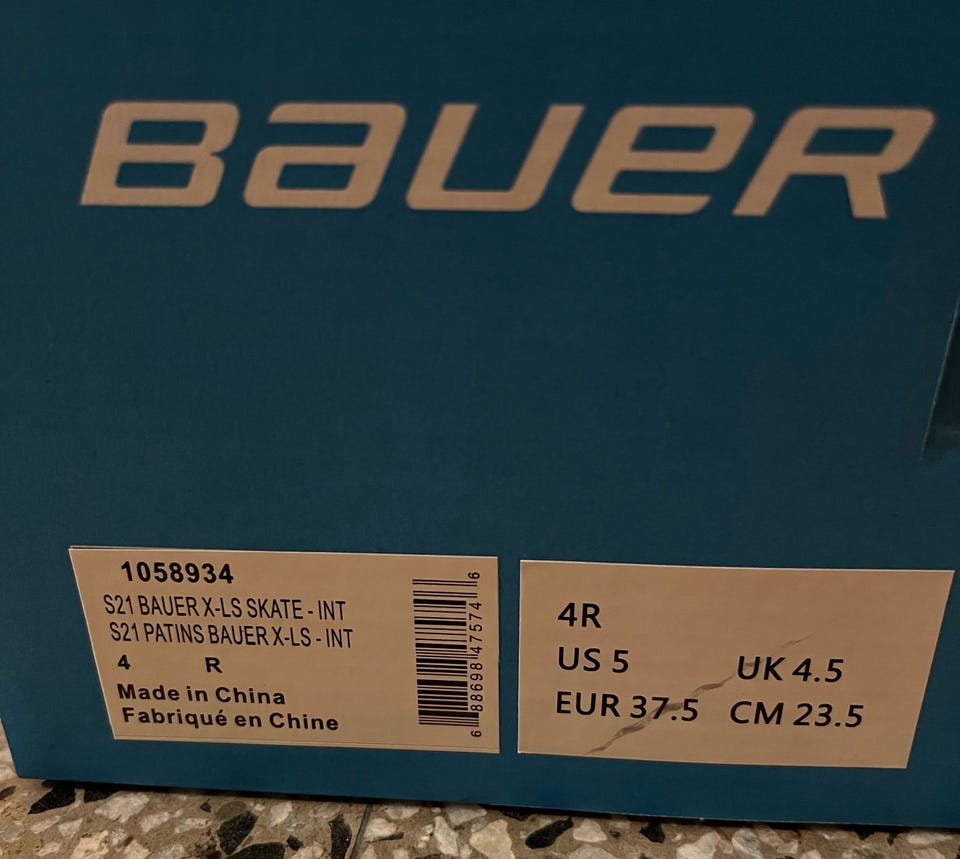 BAUER
1058934
S21 BAUER X-LS SKATE - INT
S21 PATINS BAUER X-LS - INT
4 R
Made in China
Fabriqué en Chine
6 88698 47574 6
4R
US 5 UK 4.5
EUR 37.5 CM 23.5